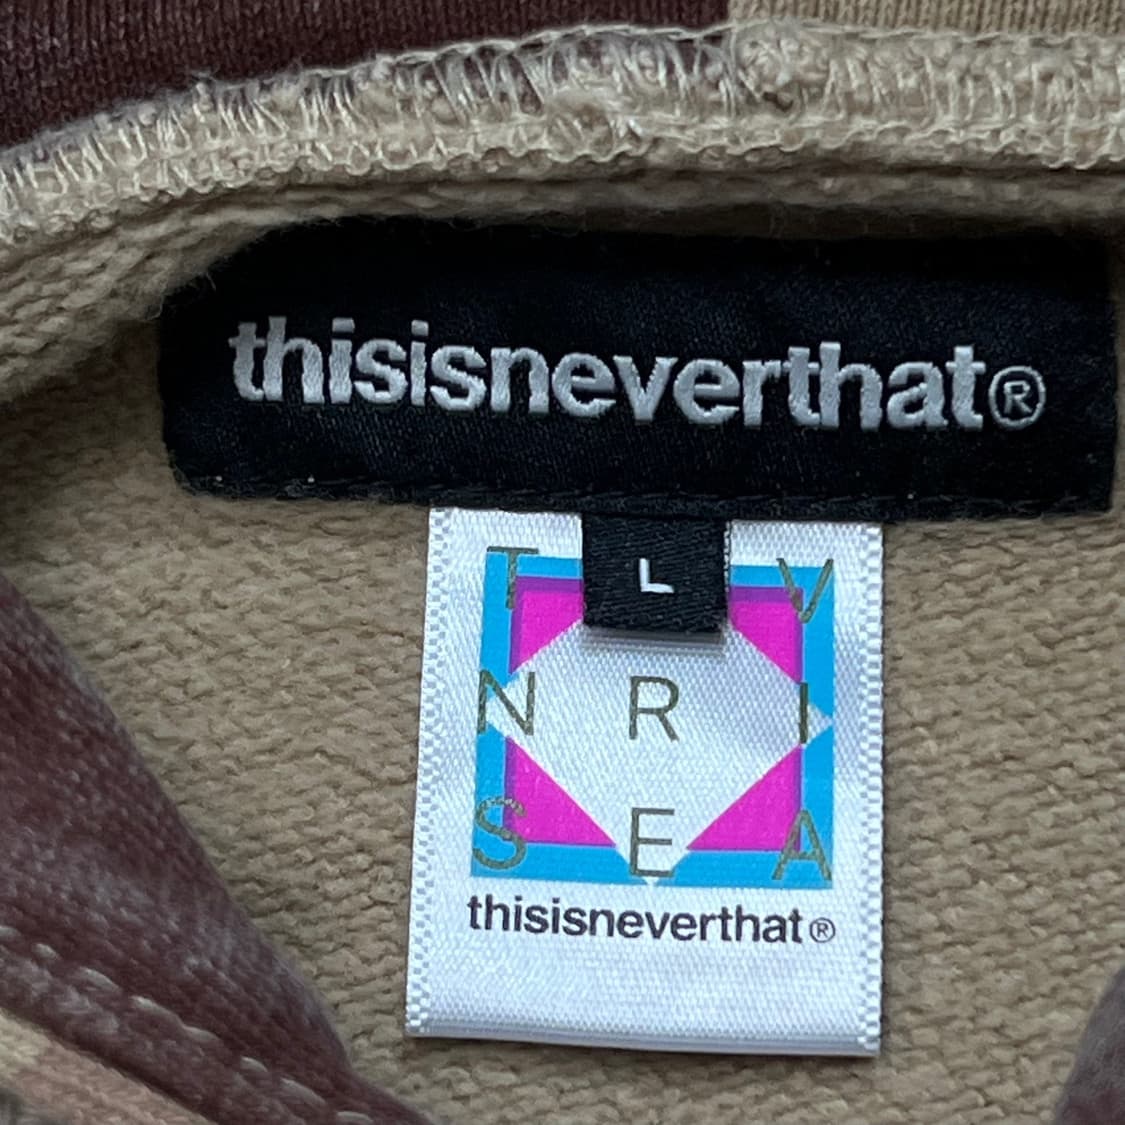 thisisneverthat®
L
T V
N R I
S E A
thisisneverthat®